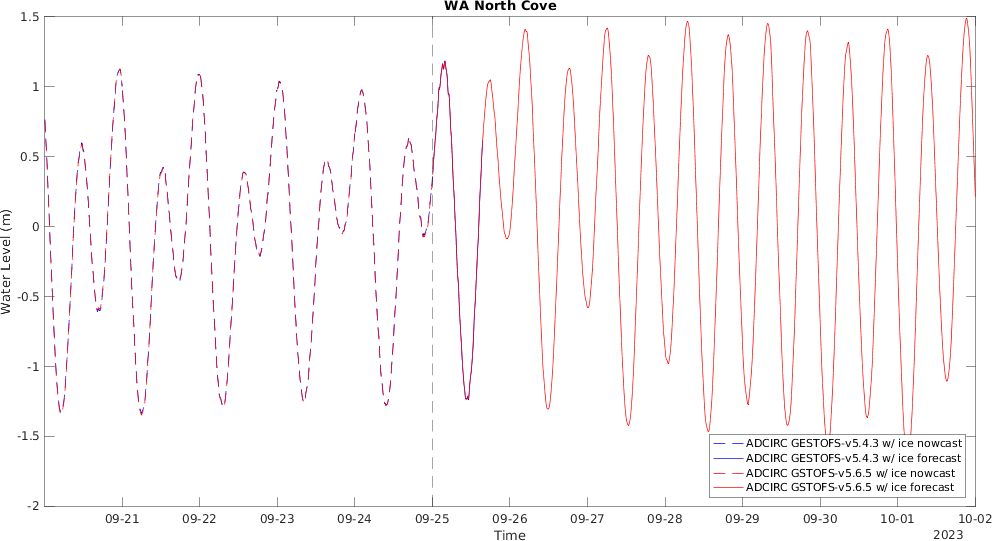 WA North Cove
1.5
1
0.5
0
-0.5
-1
-1.5
-2
Water Level (m)
ADCIRC GESTOFS-v5.4.3 w/ ice nowcast
ADCIRC GESTOFS-v5.4.3 w/ ice forecast
ADCIRC GSTOFS-v5.6.5 w/ ice nowcast
ADCIRC GSTOFS-v5.6.5 w/ ice forecast
09-21 09-22 09-23 09-24 09-25 09-26 09-27 09-28 09-29 09-30 10-01 10-02
Time
2023